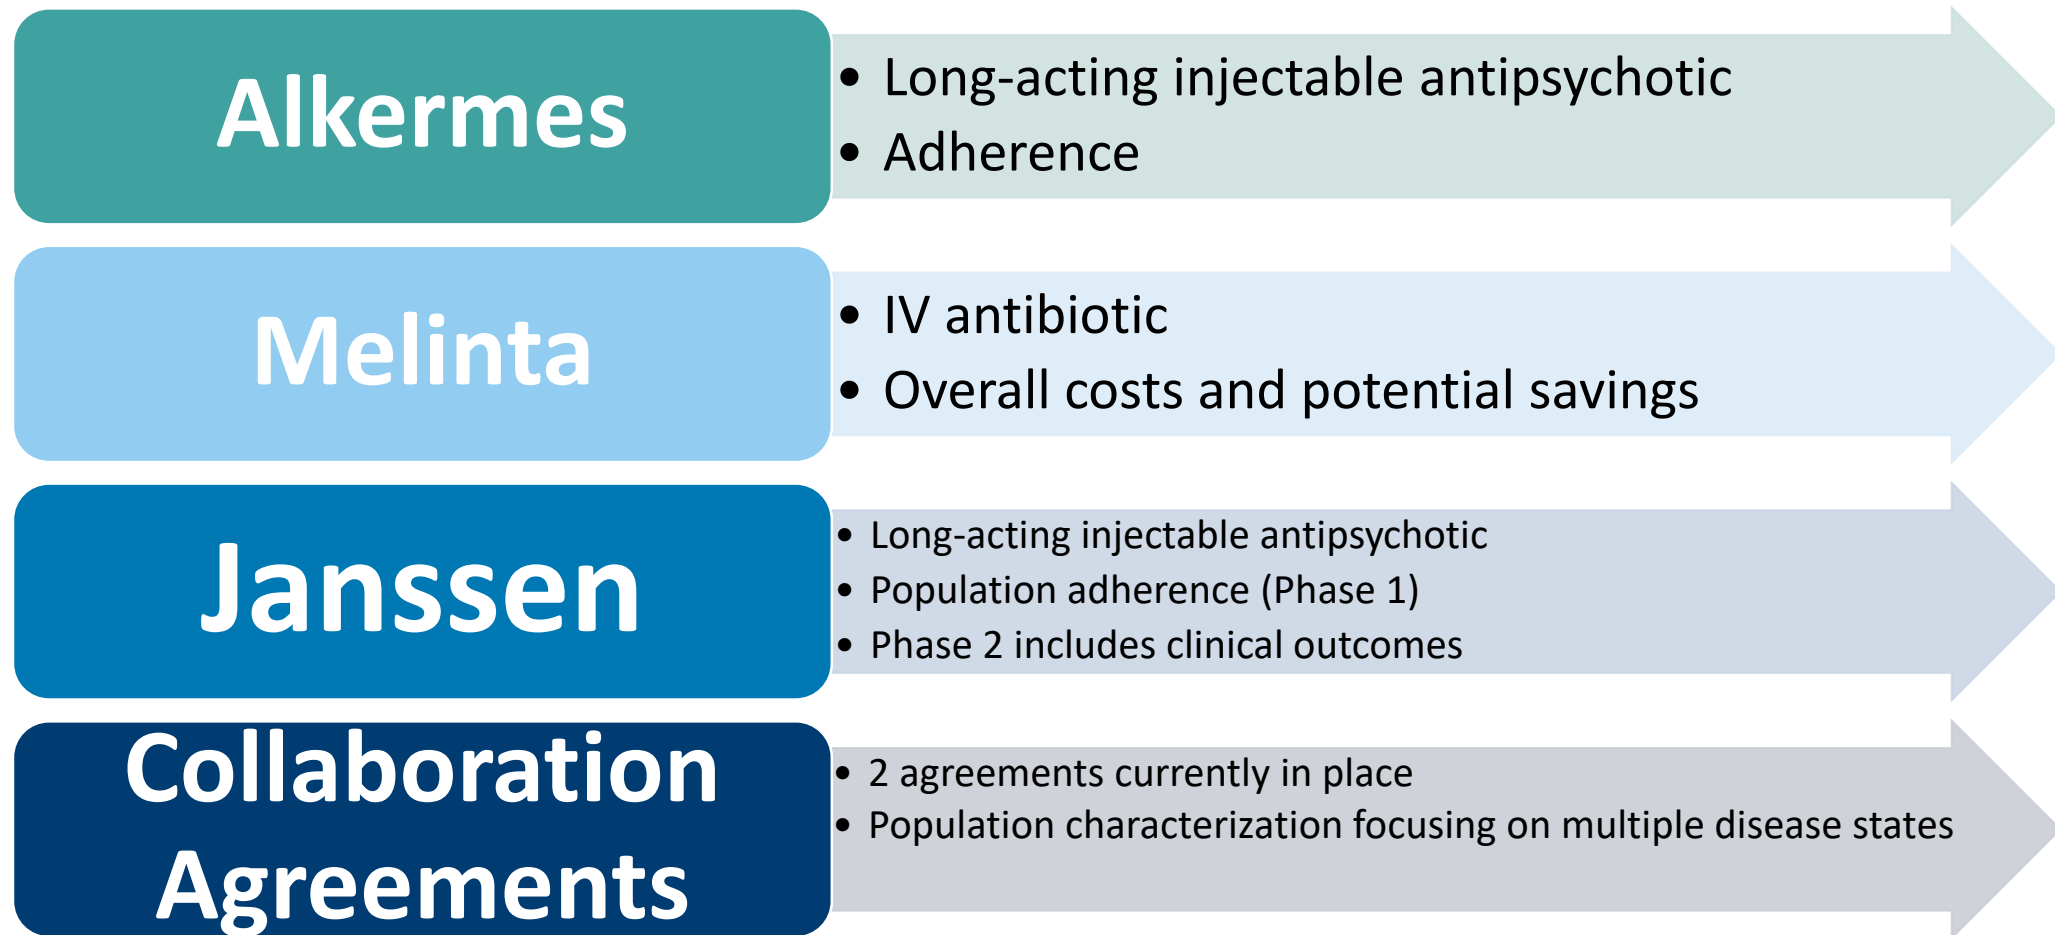 Alkermes
• Long-acting injectable antipsychotic
• Adherence
Melinta
• IV antibiotic
• Overall costs and potential savings
Janssen
• Long-acting injectable antipsychotic
• Population adherence (Phase 1)
• Phase 2 includes clinical outcomes
Collaboration
Agreements
• 2 agreements currently in place
• Population characterization focusing on multiple disease states